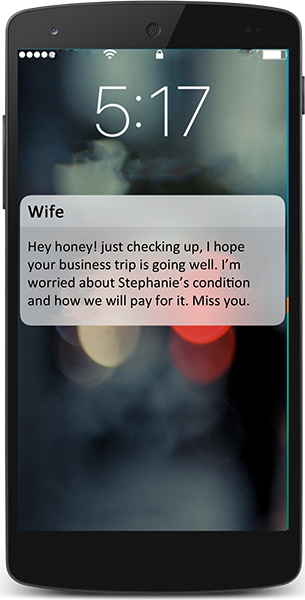 5:17
Wife
Hey honey! just checking up, I hope
your business trip is going well. I'm
worried about Stephanie's condition
and how we will pay for it. Miss you.